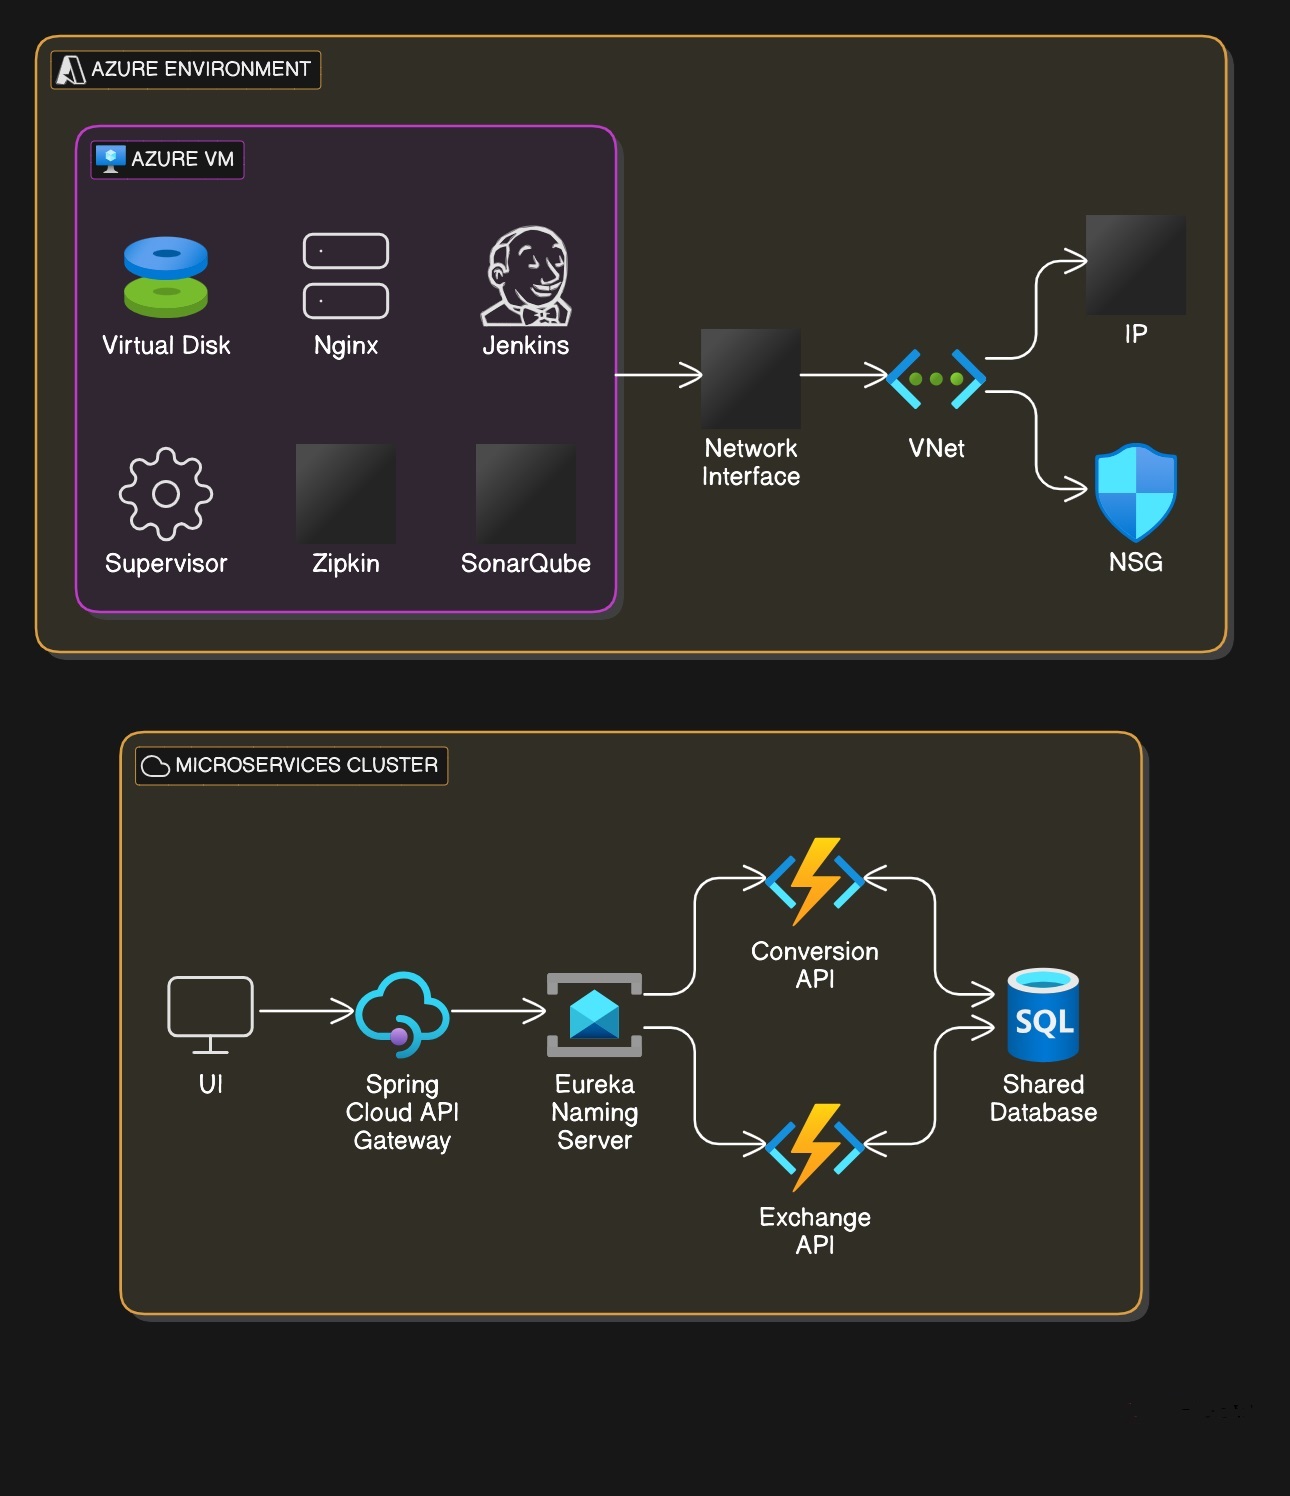 AZURE ENVIRONMENT
AZURE VM
Virtual Disk
Nginx
Jenkins
Supervisor
Zipkin
SonarQube
Network
Interface
VNet
IP
NSG
MICROSERVICES CLUSTER
UI
Spring
Cloud API
Gateway
Eureka
Naming
Server
Conversion
API
Exchange
API
SQL
Shared
Database